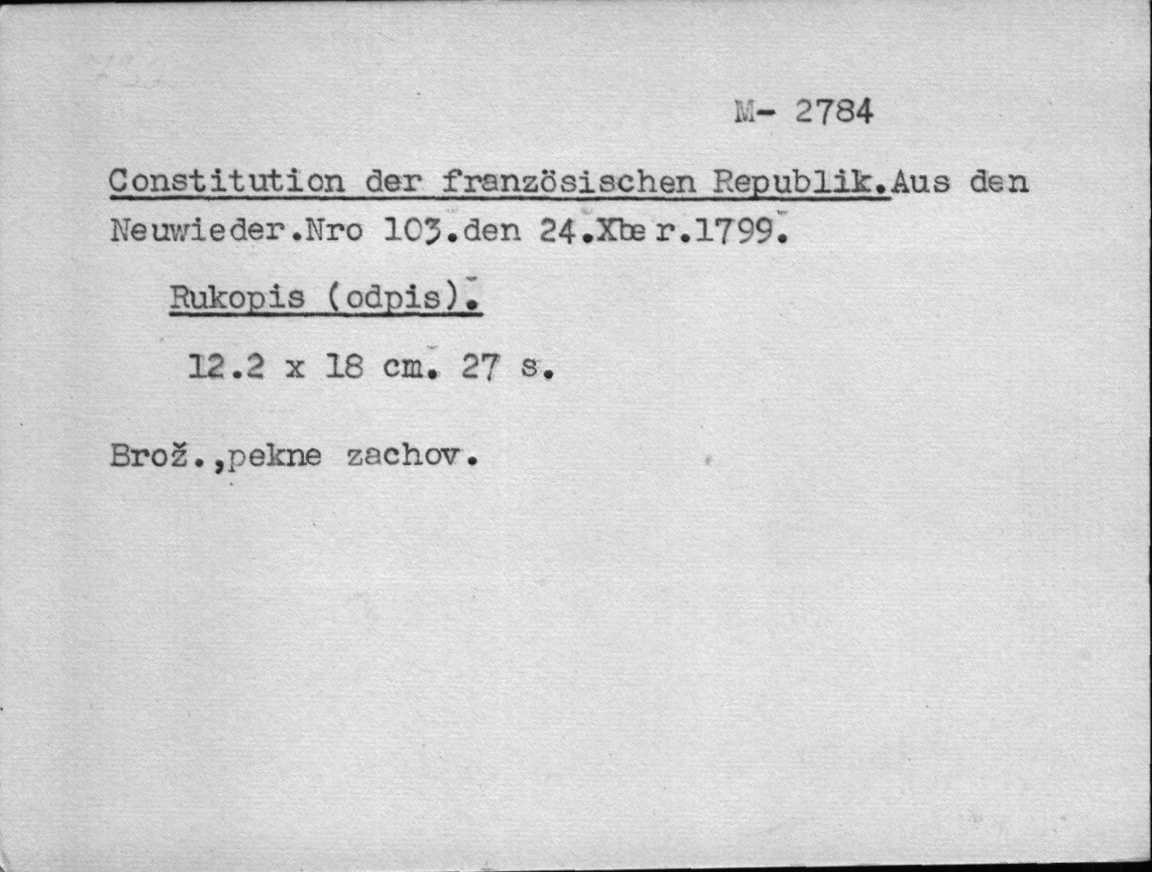 M- 2784
Constitution der französischen Republik.Aus den
Neuwieder.Nro 103.den 24.Xber.1799.
Rukopis (odpis).
12.2 x 18 cm. 27 s.
Brož.,pekne zachov.